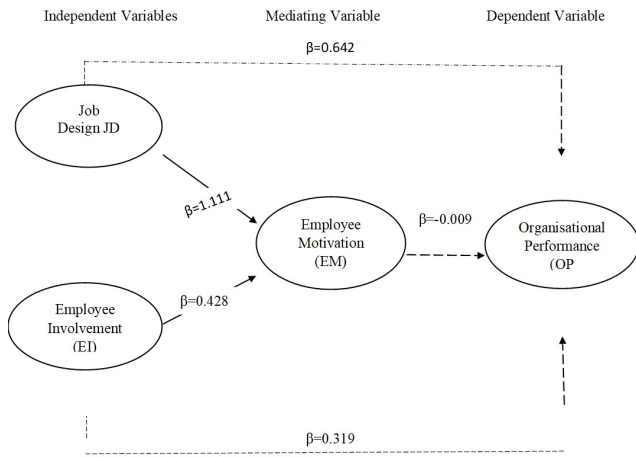 Independent Variables
Mediating Variable
Dependent Variable
β=0.642
Job
Design JD
β=1.111
Employee
Motivation
(EM)
β=-0.009
Organisational
Performance
(OP
Employee
Involvement
(EI)
β=0.428
β=0.319